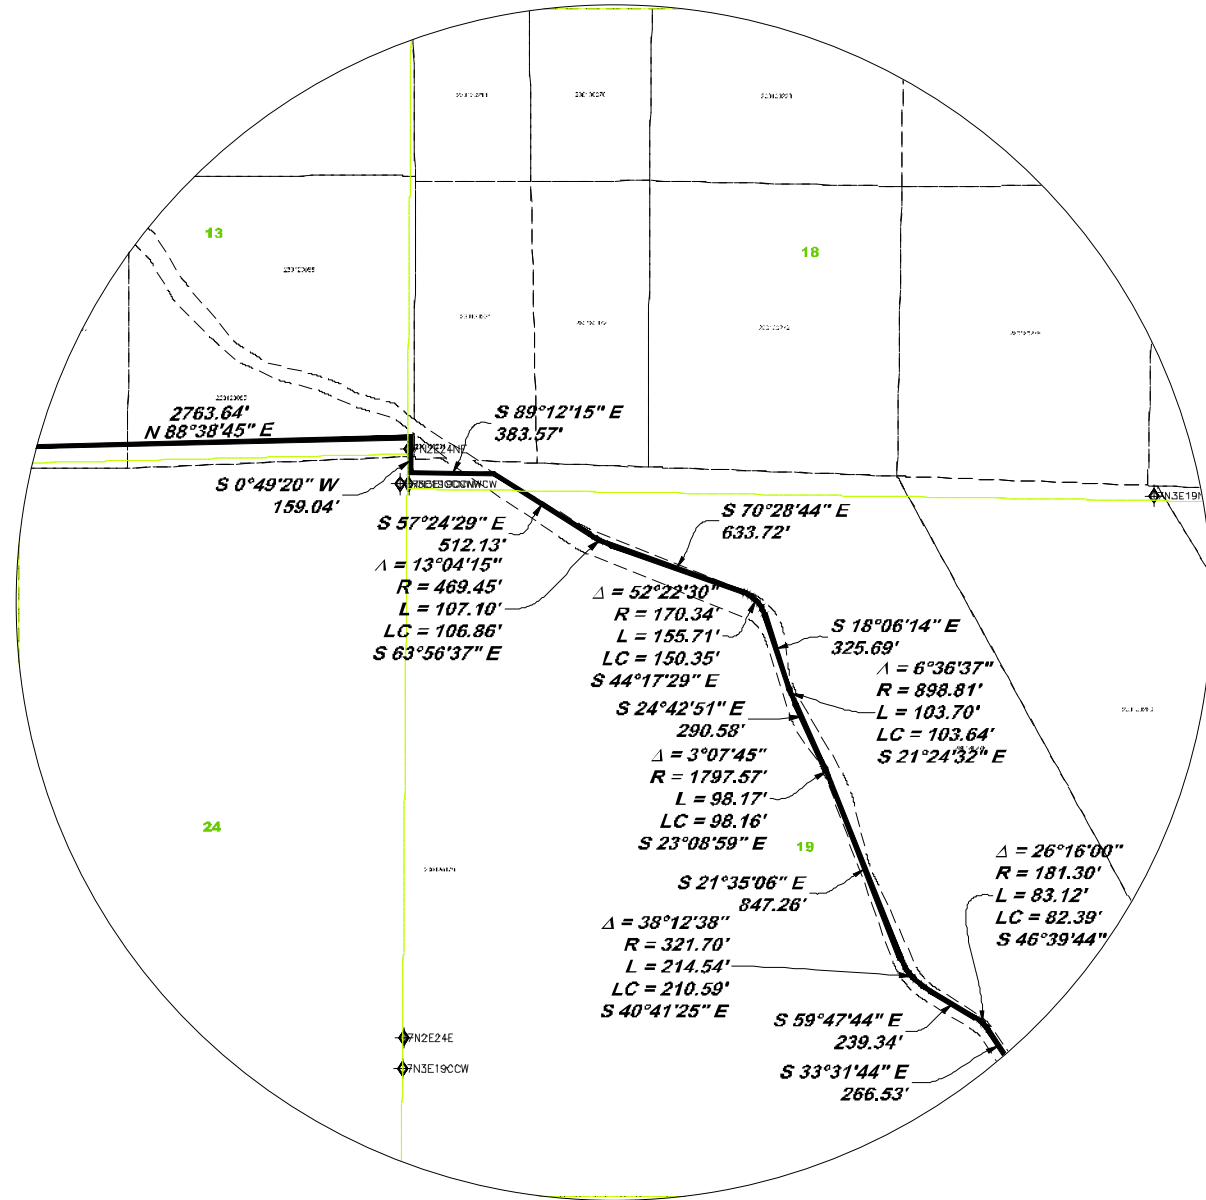 13
18
2763.64'
N 88°38'45" E
S 89°12'15" E
383.57'
7N2E24NE
S 0°49'20" W
159.04'
S 57°24'29" E
512.13'
S 70°28'44" E
633.72'
Δ = 13°04'15"
R = 469.45'
L = 107.10'
LC = 106.86'
S 63°56'37" E
Δ = 52°22'30"
R = 170.34'
L = 155.71'
LC = 150.35'
S 44°17'29" E
S 18°06'14" E
325.69'
Δ = 6°36'37"
R = 898.81'
L = 103.70'
LC = 103.64'
S 21°24'32" E
S 24°42'51" E
290.58'
Δ = 3°07'45"
R = 1797.57'
L = 98.17'
LC = 98.16'
S 23°08'59" E
24
19
S 21°35'06" E
847.26'
Δ = 26°16'00"
R = 181.30'
L = 83.12'
LC = 82.39'
S 46°39'44"
Δ = 38°12'38"
R = 321.70'
L = 214.54'
LC = 210.59'
S 40°41'25" E
S 59°47'44" E
239.34'
S 33°31'44" E
266.53'
7N2E24E
7N3E19CCW